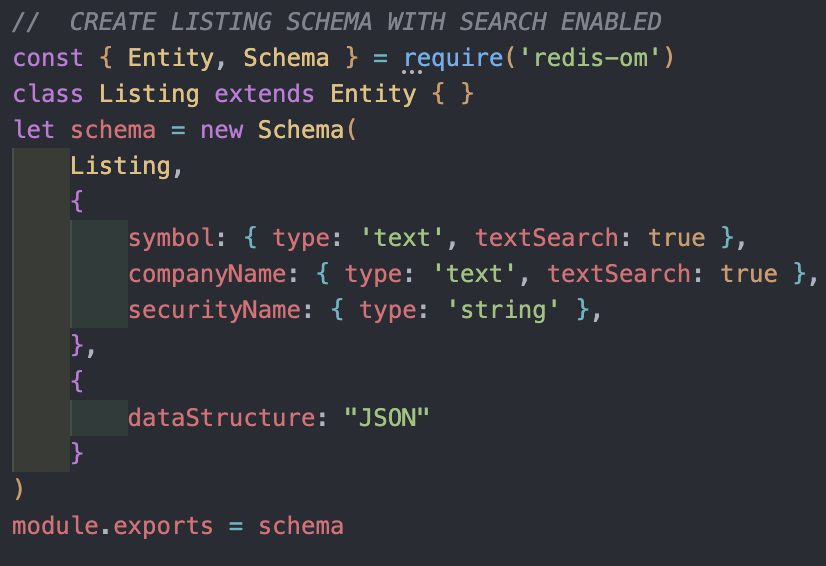 //  CREATE LISTING SCHEMA WITH SEARCH ENABLED
const { Entity, Schema } = require('redis-om')
class Listing extends Entity { }
let schema = new Schema(
    Listing,
    {
        symbol: { type: 'text', textSearch: true },
        companyName: { type: 'text', textSearch: true },
        securityName: { type: 'string' },
    },
    {
        dataStructure: "JSON"
    }
)
module.exports = schema